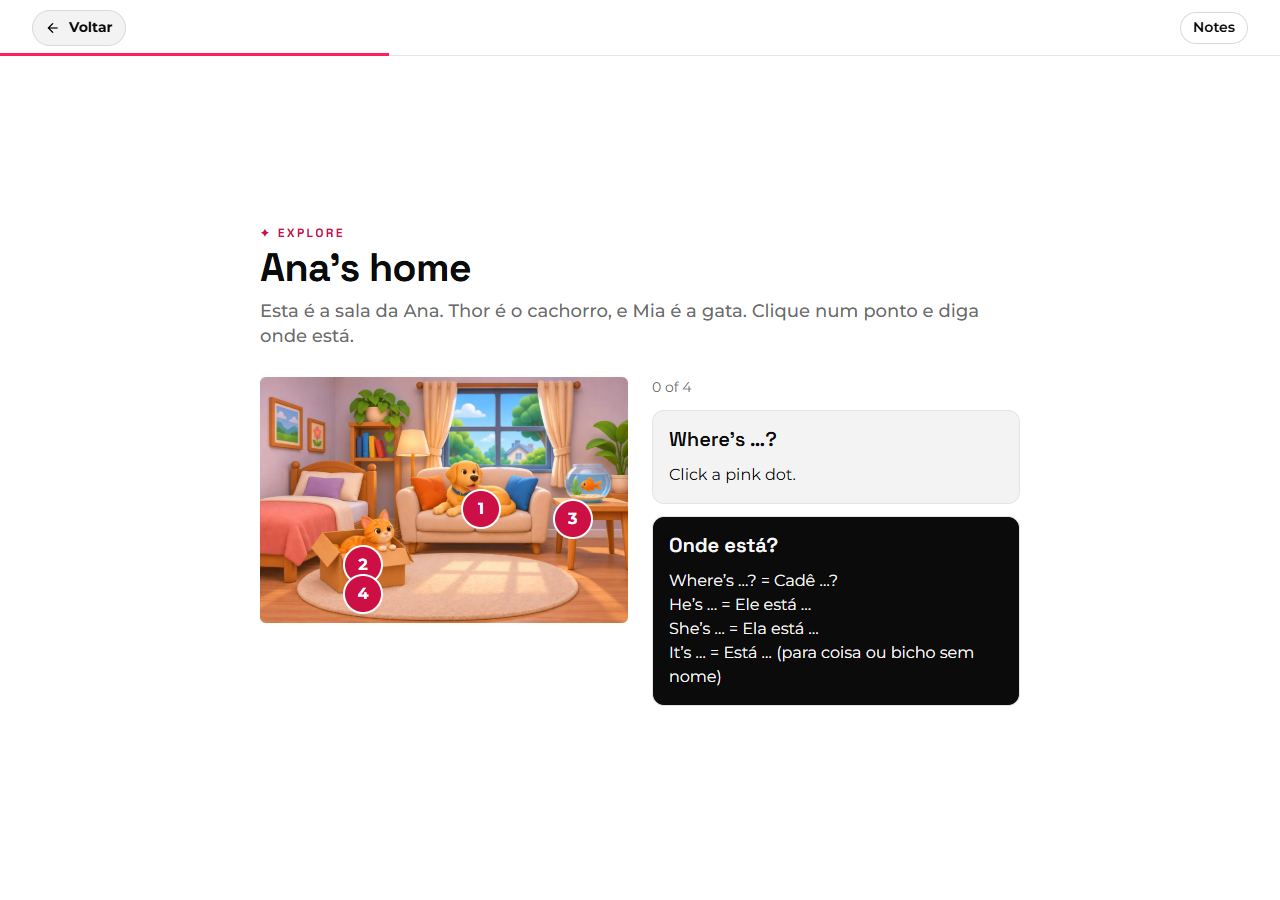 ← Voltar
Notes
✦ EXPLORE
Ana’s home
Esta é a sala da Ana. Thor é o cachorro, e Mia é a gata. Clique num ponto e diga
onde está.
1
2
3
4
0 of 4
Where’s …?
Click a pink dot.
Onde está?
Where’s …? = Cadê …?
He’s … = Ele está …
She’s … = Ela está …
It’s … = Está … (para coisa ou bicho sem
nome)